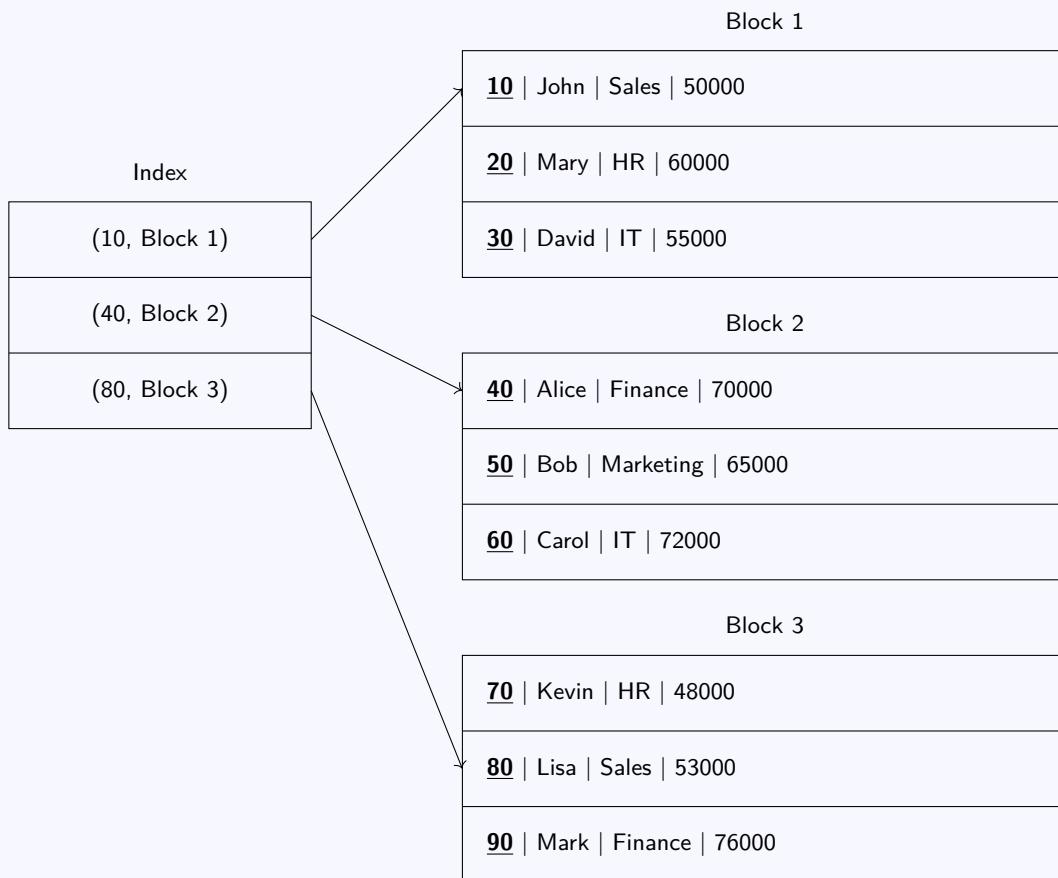 Index
(10, Block 1)
(40, Block 2)
(80, Block 3)
Block 1
10 | John | Sales | 50000
20 | Mary | HR | 60000
30 | David | IT | 55000
Block 2
40 | Alice | Finance | 70000
50 | Bob | Marketing | 65000
60 | Carol | IT | 72000
Block 3
70 | Kevin | HR | 48000
80 | Lisa | Sales | 53000
90 | Mark | Finance | 76000